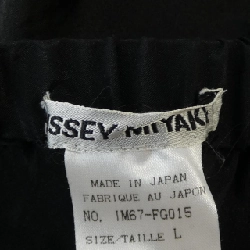 ISSEY MIYAKE
MADE IN JAPAN
FABRIQUE AU JAPON
NO. IM67-FG015
SIZE/TAILLE L